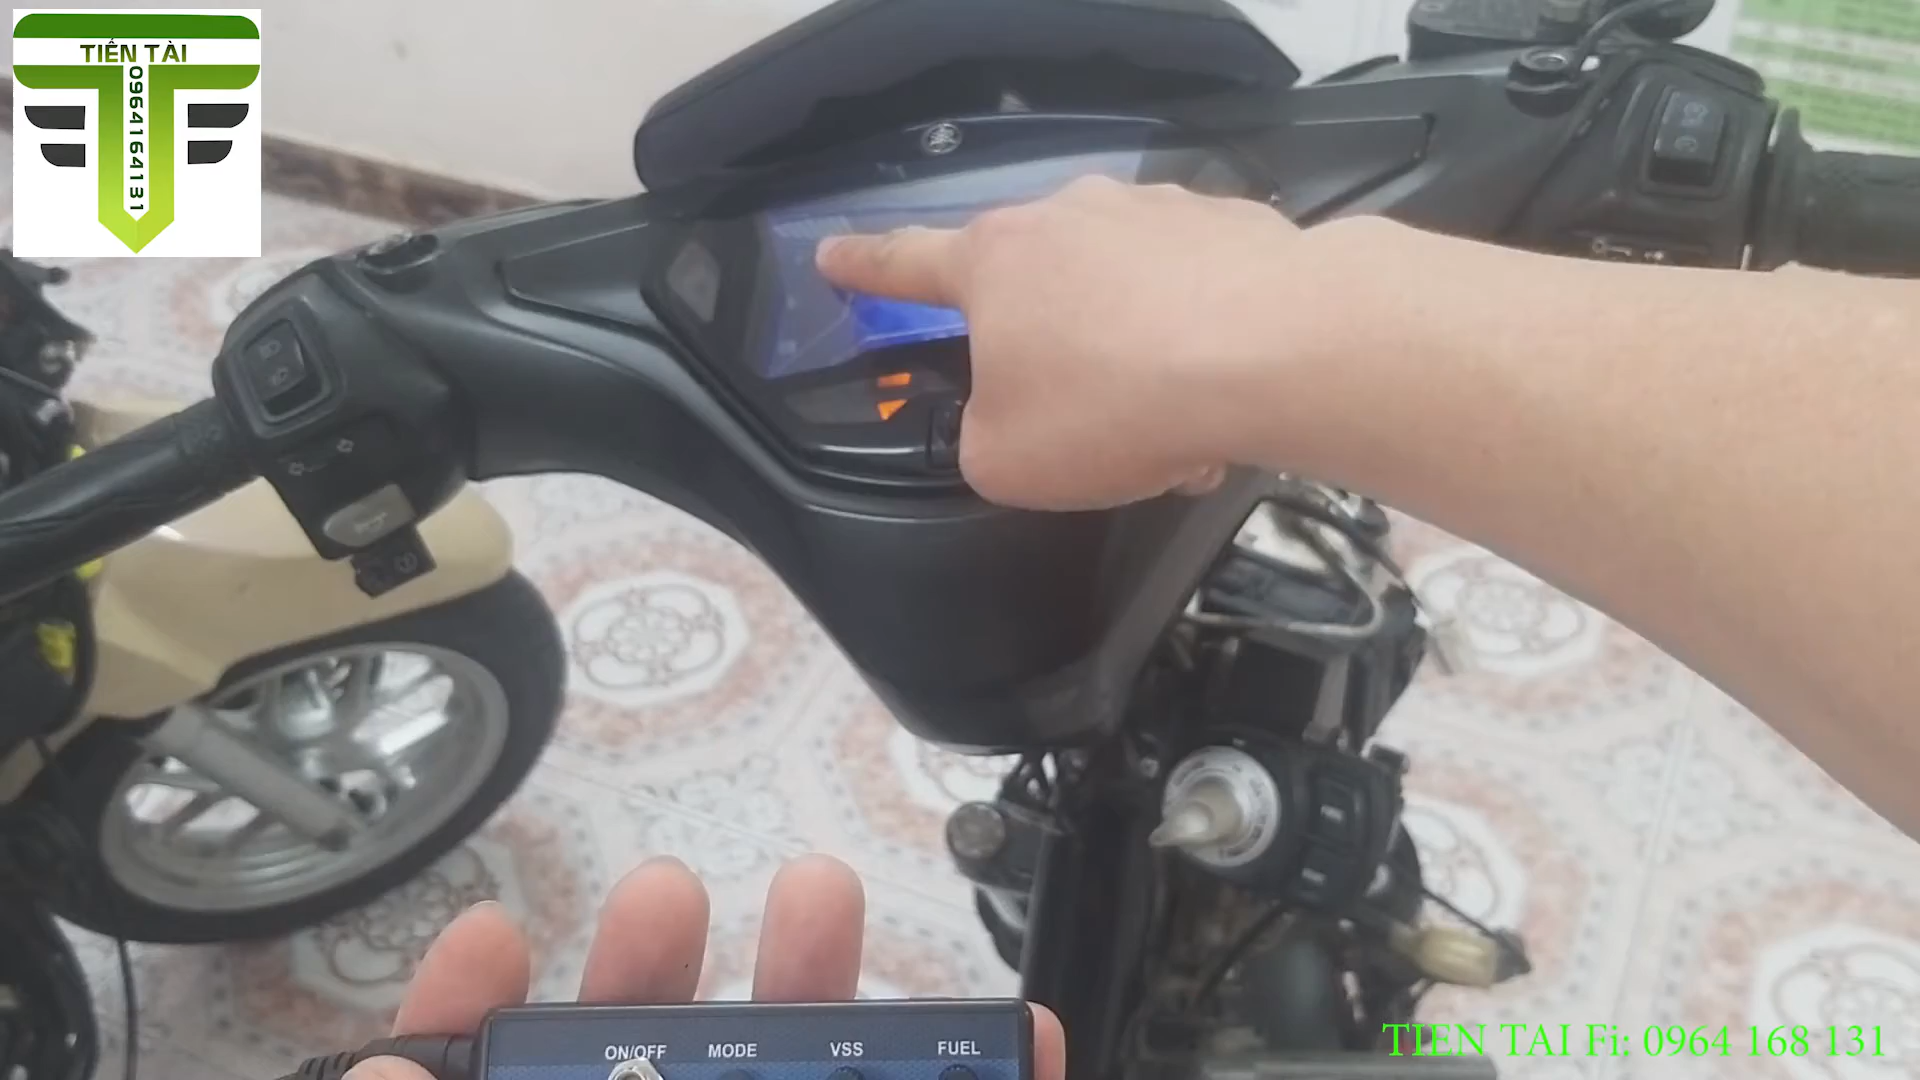 TIẾN TÀI
0964164131
ON/OFF MODE VSS FUEL
TIEN TAI Fi: 0964 168 131